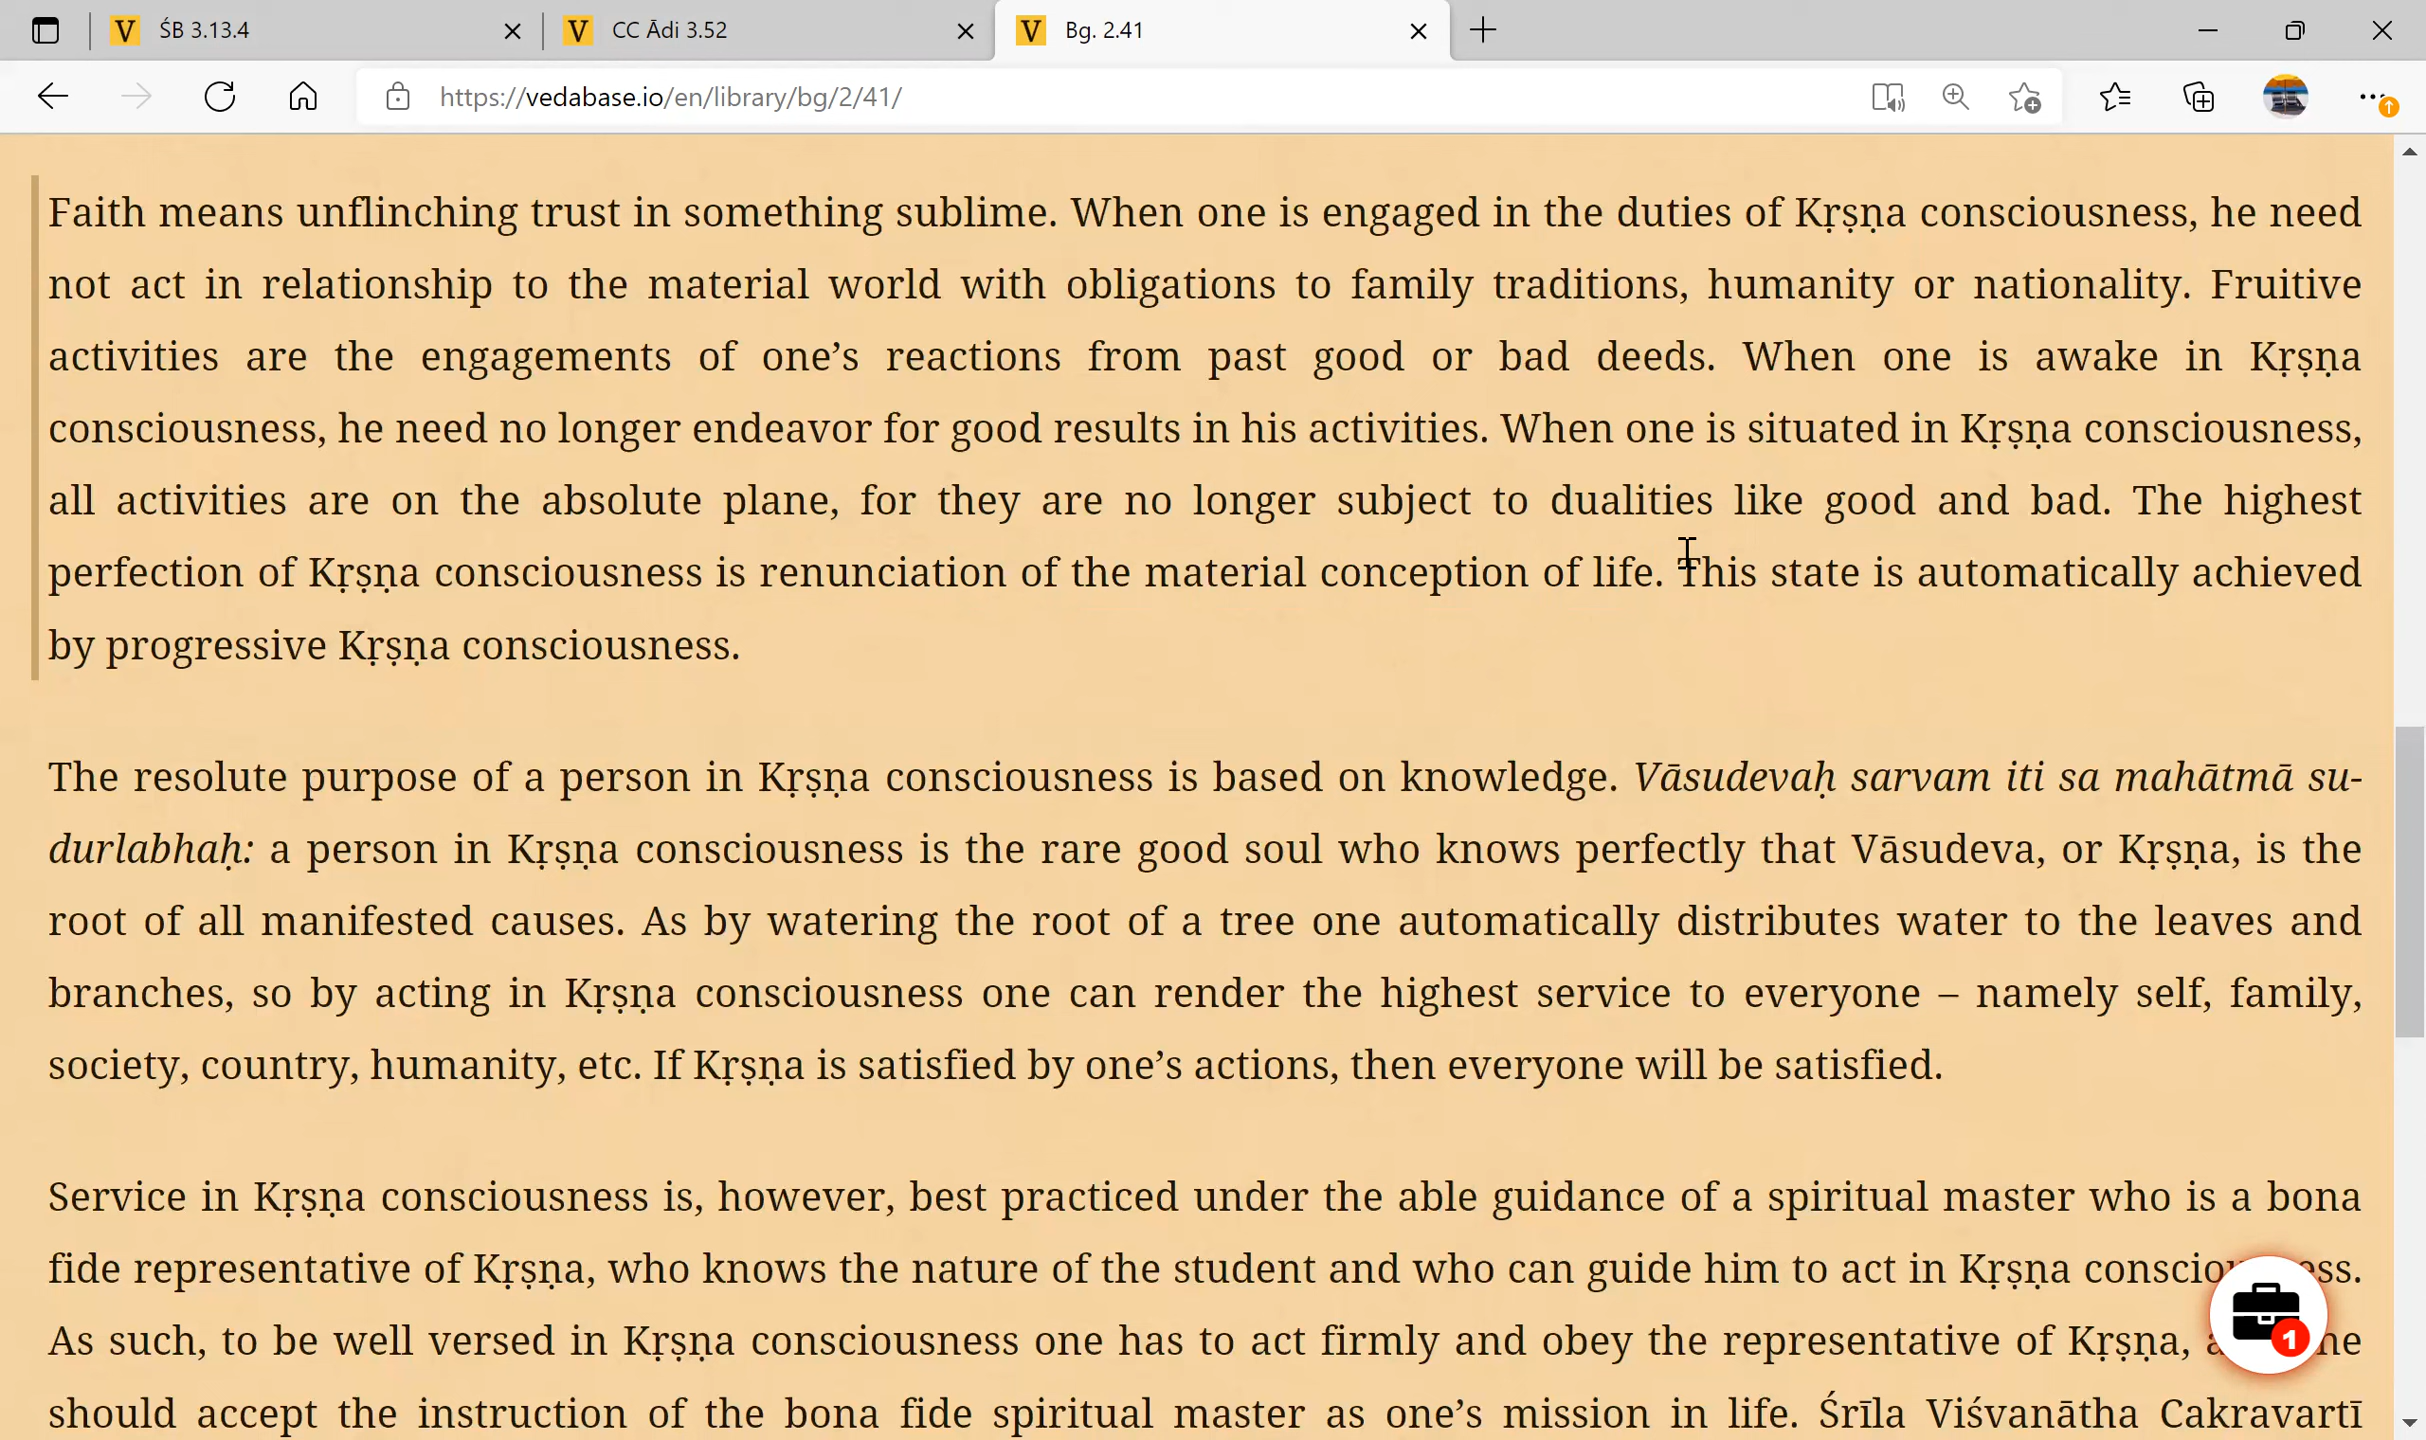 ŚB 3.13.4
CC Ādi 3.52
Bg. 2.41
https://vedabase.io/en/library/bg/2/41/
Faith means unflinching trust in something sublime. When one is engaged in the duties of Kṛṣṇa consciousness, he need
not act in relationship to the material world with obligations to family traditions, humanity or nationality. Fruitive
activities are the engagements of one’s reactions from past good or bad deeds. When one is awake in Kṛṣṇa
consciousness, he need no longer endeavor for good results in his activities. When one is situated in Kṛṣṇa consciousness,
all activities are on the absolute plane, for they are no longer subject to dualities like good and bad. The highest
perfection of Kṛṣṇa consciousness is renunciation of the material conception of life. This state is automatically achieved
by progressive Kṛṣṇa consciousness.
The resolute purpose of a person in Kṛṣṇa consciousness is based on knowledge. Vāsudevaḥ sarvam iti sa mahātmā su-
durlabhaḥ: a person in Kṛṣṇa consciousness is the rare good soul who knows perfectly that Vāsudeva, or Kṛṣṇa, is the
root of all manifested causes. As by watering the root of a tree one automatically distributes water to the leaves and
branches, so by acting in Kṛṣṇa consciousness one can render the highest service to everyone – namely self, family,
society, country, humanity, etc. If Kṛṣṇa is satisfied by one’s actions, then everyone will be satisfied.
Service in Kṛṣṇa consciousness is, however, best practiced under the able guidance of a spiritual master who is a bona
fide representative of Kṛṣṇa, who knows the nature of the student and who can guide him to act in Kṛṣṇa
As such, to be well versed in Kṛṣṇa consciousness one has to act firmly and obey the representative of Kṛṣṇa,
1
should accept the instruction of the bona fide spiritual master as one’s mission in life. Śrīla Viśvanātha Cakravartī